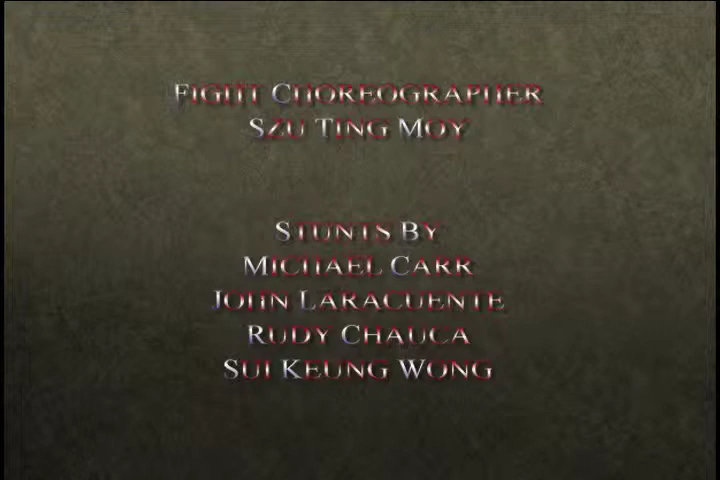 Fight Choreographer
Szu Ting Moy
Stunts By
Michael Carr
John Laracuente
Rudy Chauca
Sui Keung Wong